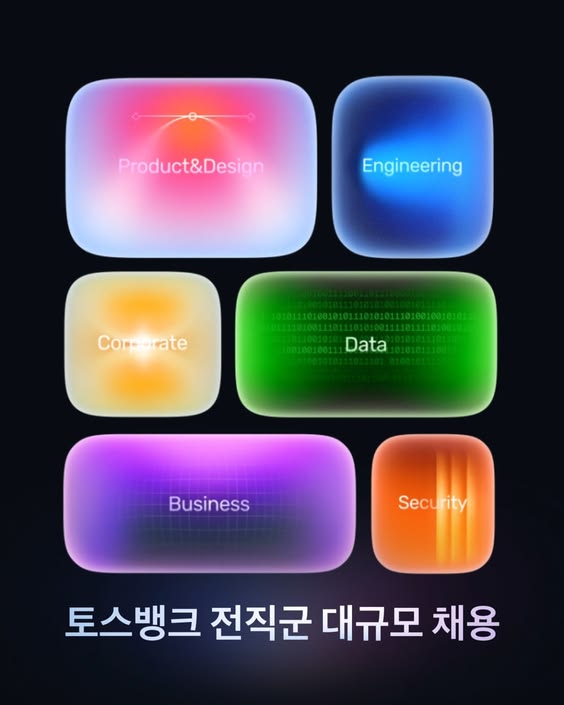 Product&Design
Engineering
Corporate
Data
Business
Security
토스뱅크 전직군 대규모 채용